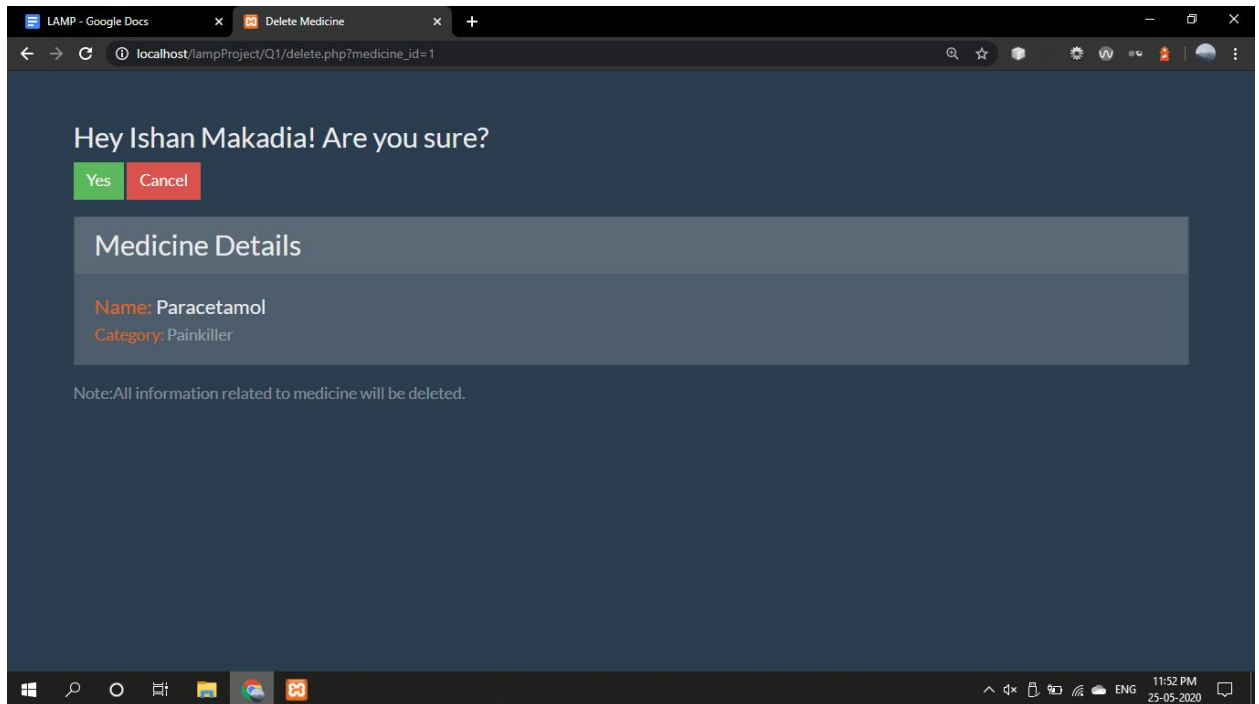 LAMP - Google Docs
Delete Medicine
localhost/lampProject/Q1/delete.php?medicine_id=1
Hey Ishan Makadia! Are you sure?
Yes Cancel
Medicine Details
Name: Paracetamol
Category: Painkiller
Note:All information related to medicine will be deleted.
ENG
11:52 PM
25-05-2020